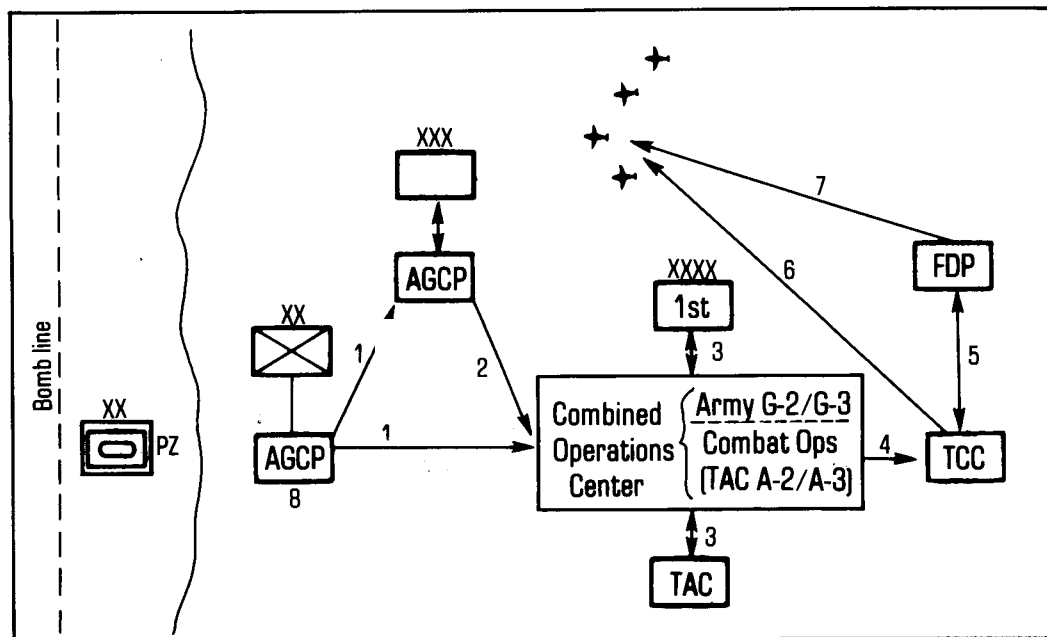 Bomb line
XX
PZ
XXX
AGCP
XX
1
2
1
AGCP
8
XXXX
1st
3
Combined
Operations
Center
Army G-2/G-3
Combat Ops
(TAC A-2/A-3)
3
TAC
4
TCC
5
FDP
6
7